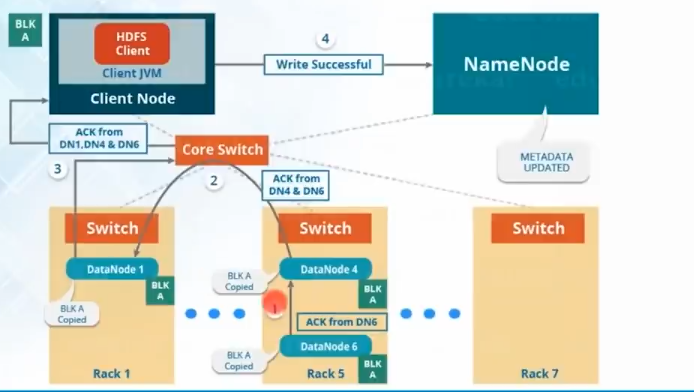 BLK
A
HDFS
Client
Client JVM
Client Node
4
Write Successful
NameNode
METADATA
UPDATED
ACK from
DN1,DN4 & DN6
3
Core Switch
2
ACK from
DN4 & DN6
Switch
Switch
Switch
DataNode 1
BLK
A
BLK A
Copied
BLK A
Copied
DataNode 4
BLK
A
1
ACK from DN6
BLK A
Copied
DataNode 6
BLK
A
Rack 1
Rack 5
Rack 7